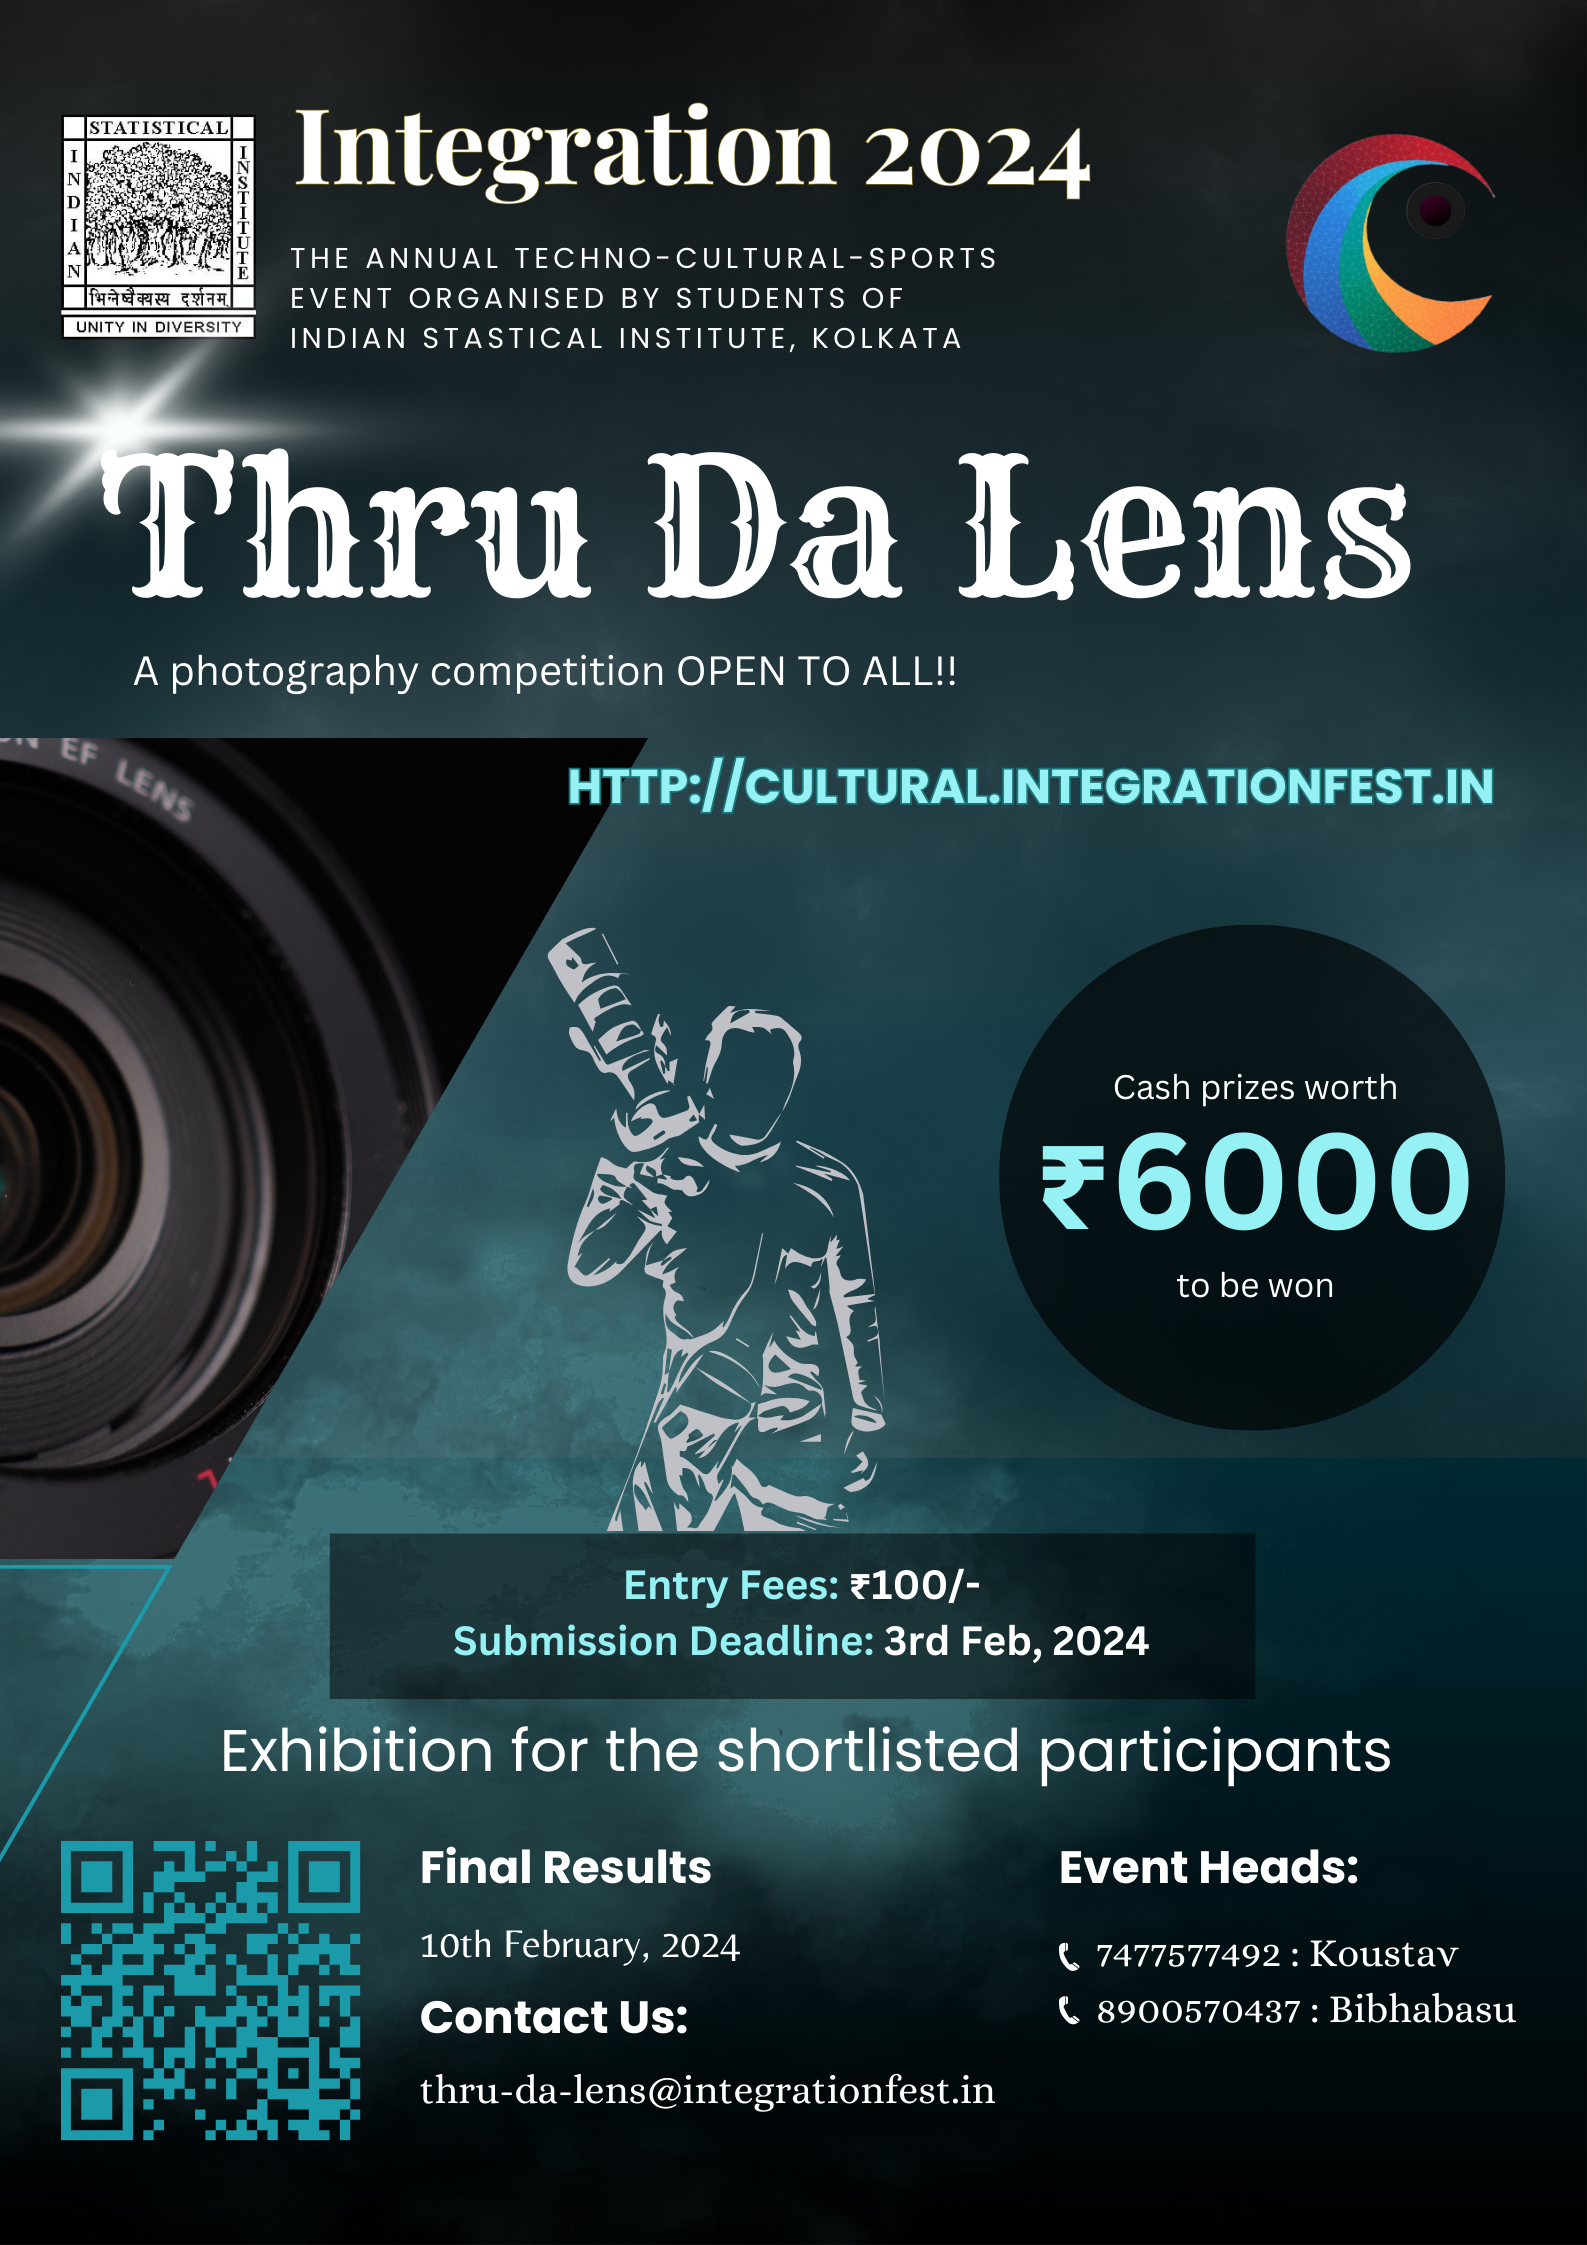 STATISTICAL
INDIAN
INSTITUTE
भिन्नेष्वैक्यस्य दर्शनम्
UNITY IN DIVERSITY
Integration 2024
THE ANNUAL TECHNO-CULTURAL-SPORTS
EVENT ORGANISED BY STUDENTS OF
INDIAN STASTICAL INSTITUTE, KOLKATA
Thru Da Lens
A photography competition OPEN TO ALL!!
EF LENS
HTTP://CULTURAL.INTEGRATIONFEST.IN
Cash prizes worth
₹6000
to be won
Entry Fees: ₹100/-
Submission Deadline: 3rd Feb, 2024
Exhibition for the shortlisted participants
Final Results
10th February, 2024
Contact Us:
thru-da-lens@integrationfest.in
Event Heads:
7477577492 : Koustav
8900570437 : Bibhabasu